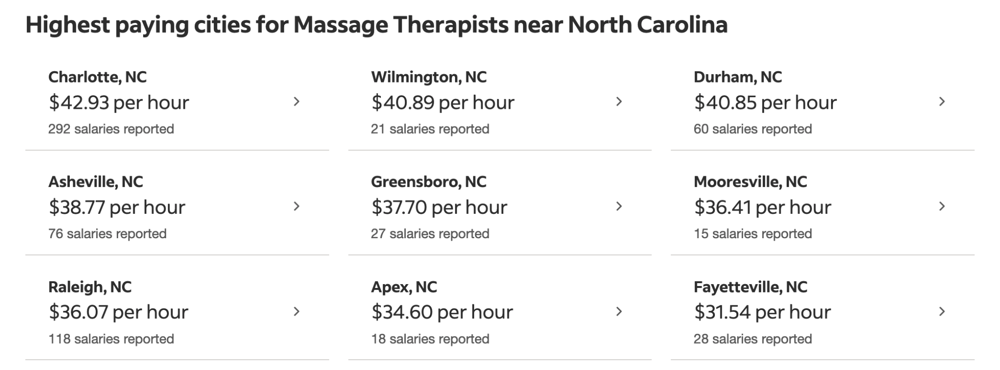 Highest paying cities for Massage Therapists near North Carolina
Charlotte, NC
$42.93 per hour
292 salaries reported
Wilmington, NC
$40.89 per hour
21 salaries reported
Durham, NC
$40.85 per hour
60 salaries reported
Asheville, NC
$38.77 per hour
76 salaries reported
Greensboro, NC
$37.70 per hour
27 salaries reported
Mooresville, NC
$36.41 per hour
15 salaries reported
Raleigh, NC
$36.07 per hour
118 salaries reported
Apex, NC
$34.60 per hour
18 salaries reported
Fayetteville, NC
$31.54 per hour
28 salaries reported